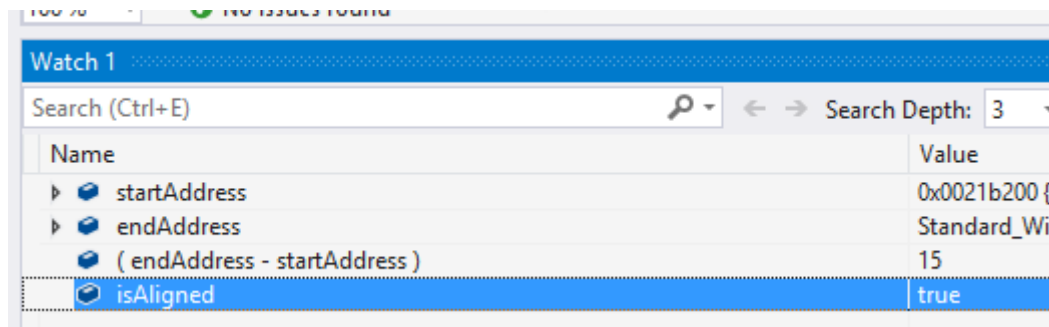 100 % No issues found
Watch 1
Search (Ctrl+E) Search Depth: 3
Name Value
startAddress 0x0021b200 {
endAddress Standard_Wi
( endAddress - startAddress ) 15
isAligned true